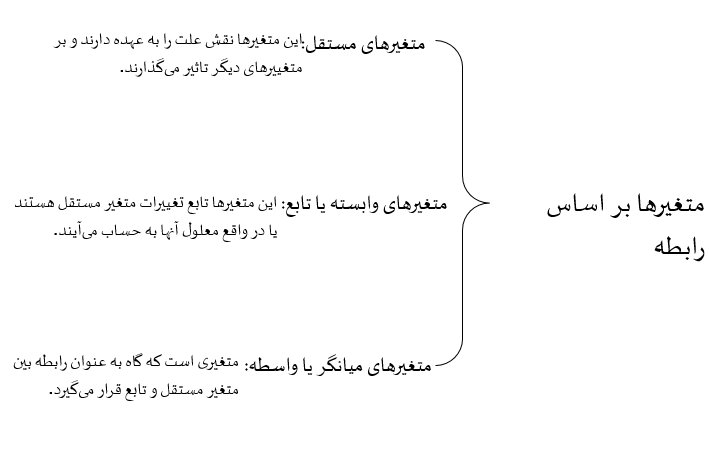 متغیرها بر اساس
رابطه
متغیرهای مستقل: این متغیرها نقش علت را به عهده دارند و بر
متغییرهای دیگر تاثیر می‌گذارند.
متغیرهای وابسته یا تابع: این متغیرها تابع تغییرات متغیر مستقل هستند
یا در واقع معلول آنها به حساب می‌آیند.
متغیرهای میانگر یا واسطه: متغیری است که گاه به عنوان رابطه بین
متغیر مستقل و تابع قرار می‌گیرد.